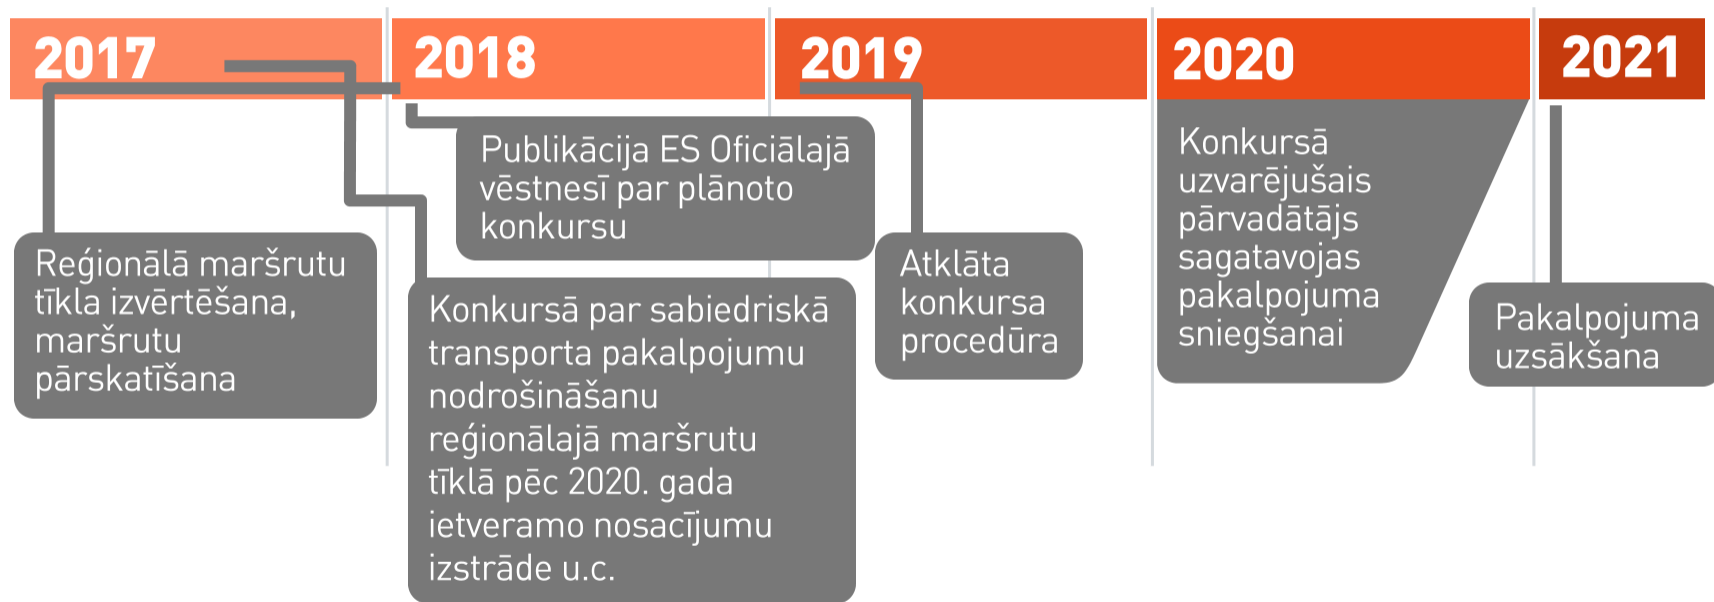 2017
2018
2019
2020
2021
Reģionālā maršrutu
tīkla izvērtēšana,
maršrutu
pārskatīšana
Publikācija ES Oficiālajā
vēstnesī par plānoto
konkursu
Konkursā par sabiedriskā
transporta pakalpojumu
nodrošināšanu
reģionālajā maršrutu
tīklā pēc 2020. gada
ietveramo nosacījumu
izstrāde u.c.
Atklāta
konkursa
procedūra
Konkursā
uzvarējušais
pārvadātājs
sagatavojas
pakalpojuma
sniegšanai
Pakalpojuma
uzsākšana